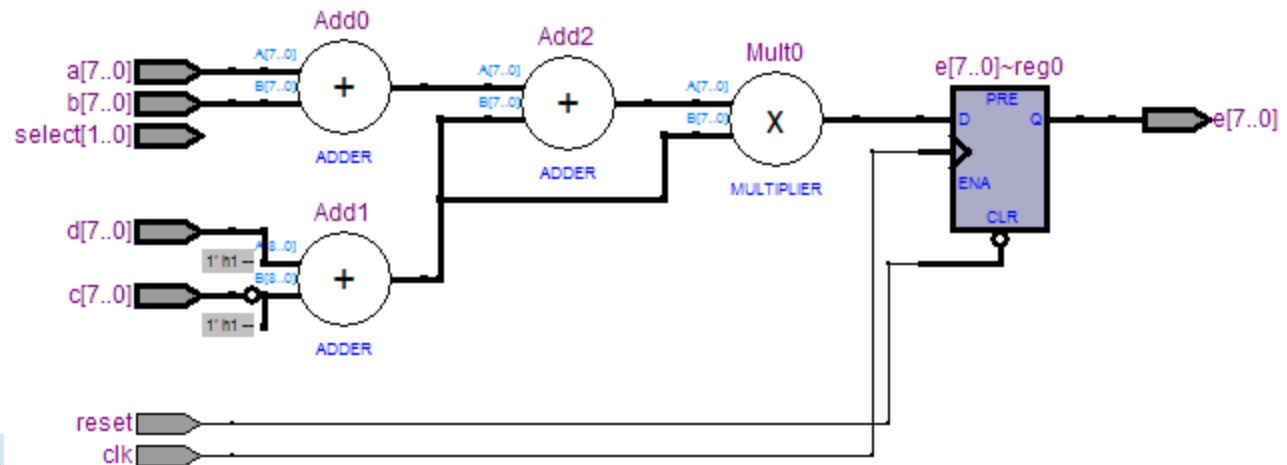 Add0
Add2
Mult0
e[7..0]~reg0
a[7..0]
A[7..0]
A[7..0]
A[7..0]
PRE
b[7..0]
B[7..0]
+
B[7..0]
+
B[7..0]
X
D
Q
e[7..0]
select[1..0]
ADDER
ADDER
MULTIPLIER
ENA
CLR
Add1
d[7..0]
A[8..0]
1' h1 --
B[8..0]
+
c[7..0]
1' h1 --
ADDER
reset
clk